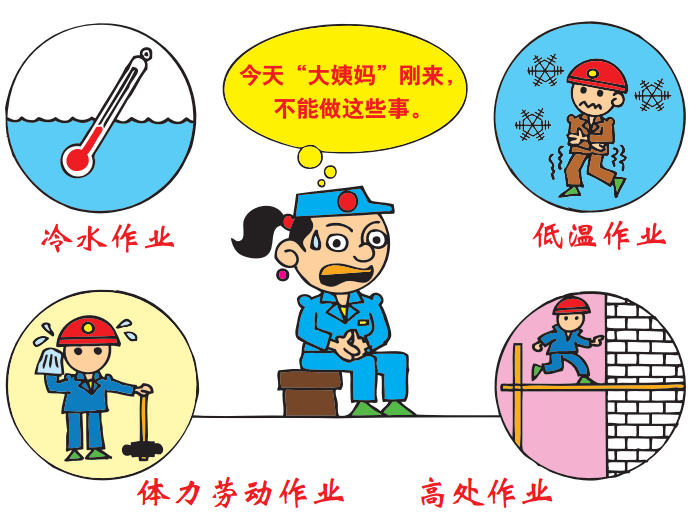 今天“大姨妈”刚来，
不能做这些事。
冷水作业
低温作业
体力劳动作业
高处作业